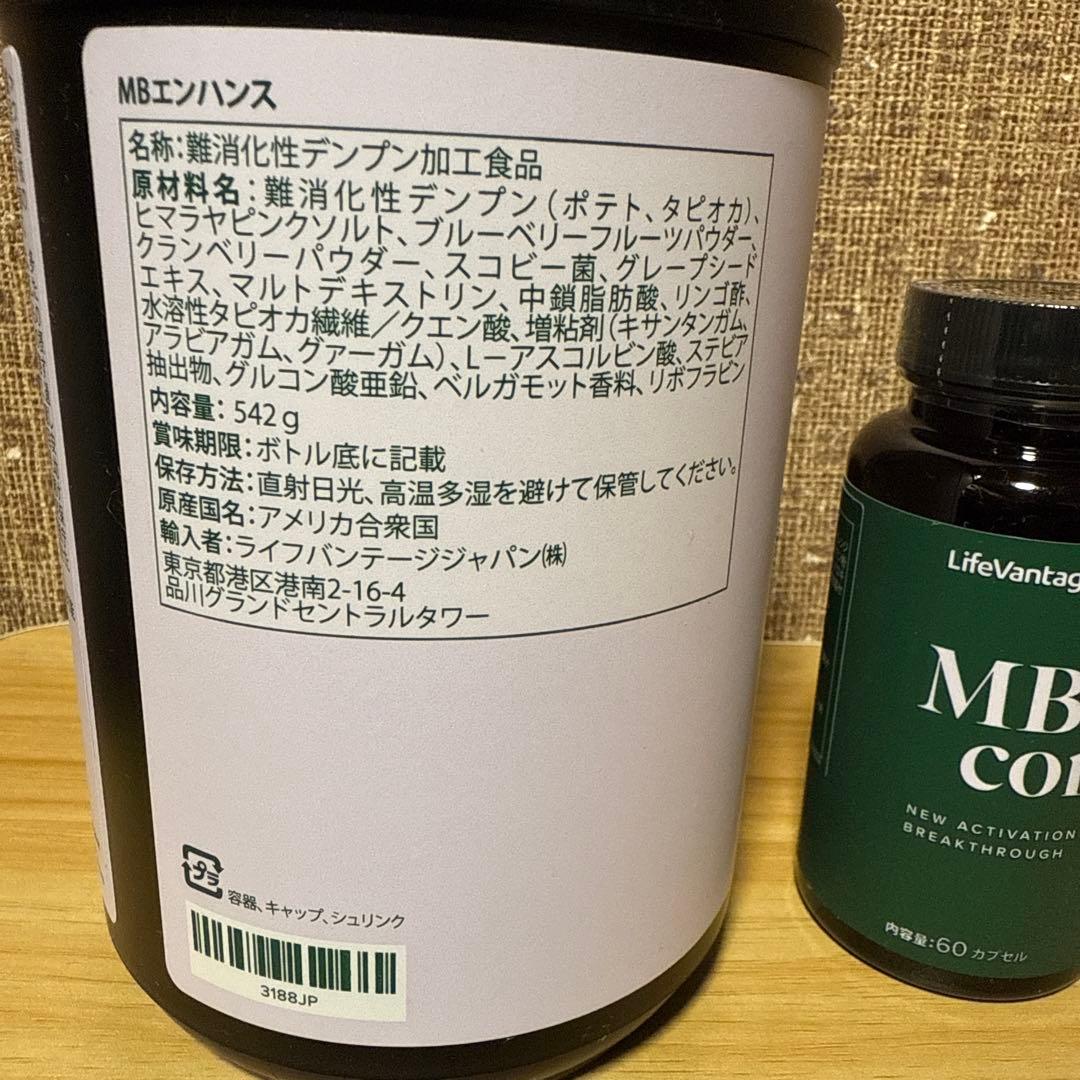 MBエンハンス
名称:難消化性デンプン加工食品
原材料名:難消化性デンプン(ポテト、タピオカ)、
ヒマラヤピンクソルト、ブルーベリーフルーツパウダー、
クランベリーパウダー、スコビー菌、グレープシード
エキス、マルトデキストリン、中鎖脂肪酸、リンゴ酢、
水溶性タピオカ繊維/クエン酸、増粘剤(キサンタンガム、
アラビアガム、グァーガム)、L-アスコルビン酸、ステビア
抽出物、グルコン酸亜鉛、ベルガモット香料、リボフラビン
内容量: 542g
賞味期限:ボトル底に記載
保存方法:直射日光、高温多湿を避けて保管してください。
原産国名:アメリカ合衆国
輸入者:ライフバンテージジャパン㈱
東京都港区港南2-16-4
品川グランドセントラルタワー
プラ
容器、キャップ、シュリンク
3188JP
LifeVantag
MB
co
NEW ACTIVATION
BREAKTHROUGH
内容量:60カプセル